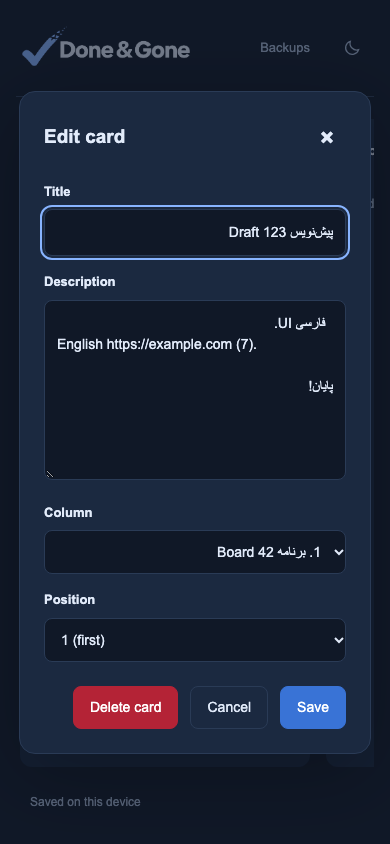 Done & Gone
Backups
Edit card
Title
پیش‌نویس Draft 123
Description
فارسی UI.
English https://example.com (7).
پایان!
Column
1. برنامه Board 42
Position
1 (first)
Delete card
Cancel
Save
Saved on this device